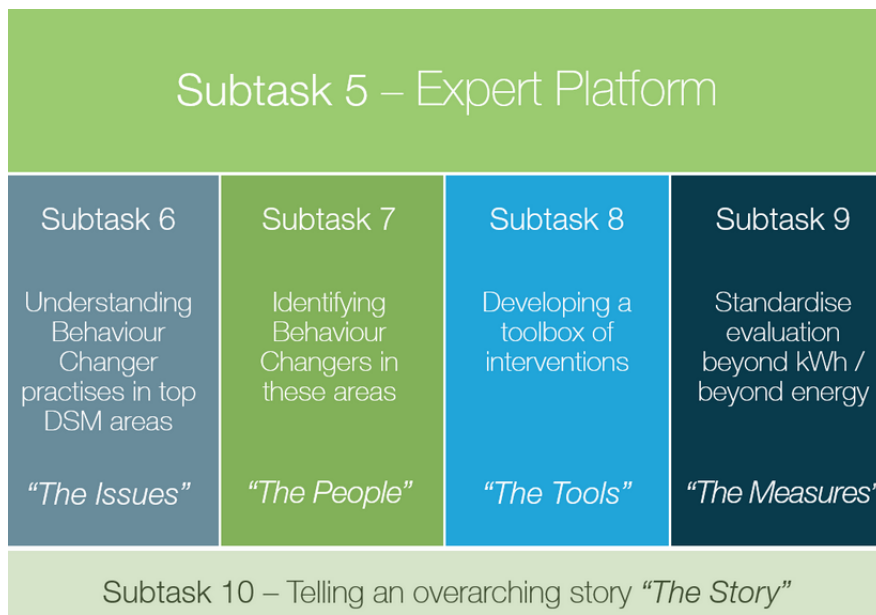 Subtask 5 – Expert Platform
Subtask 6
Understanding
Behaviour
Changer
practises in top
DSM areas
“The Issues”
Subtask 7
Identifying
Behaviour
Changers in
these areas
“The People”
Subtask 8
Developing a
toolbox of
interventions
“The Tools”
Subtask 9
Standardise
evaluation
beyond kWh /
beyond energy
“The Measures”
Subtask 10 – Telling an overarching story “The Story”